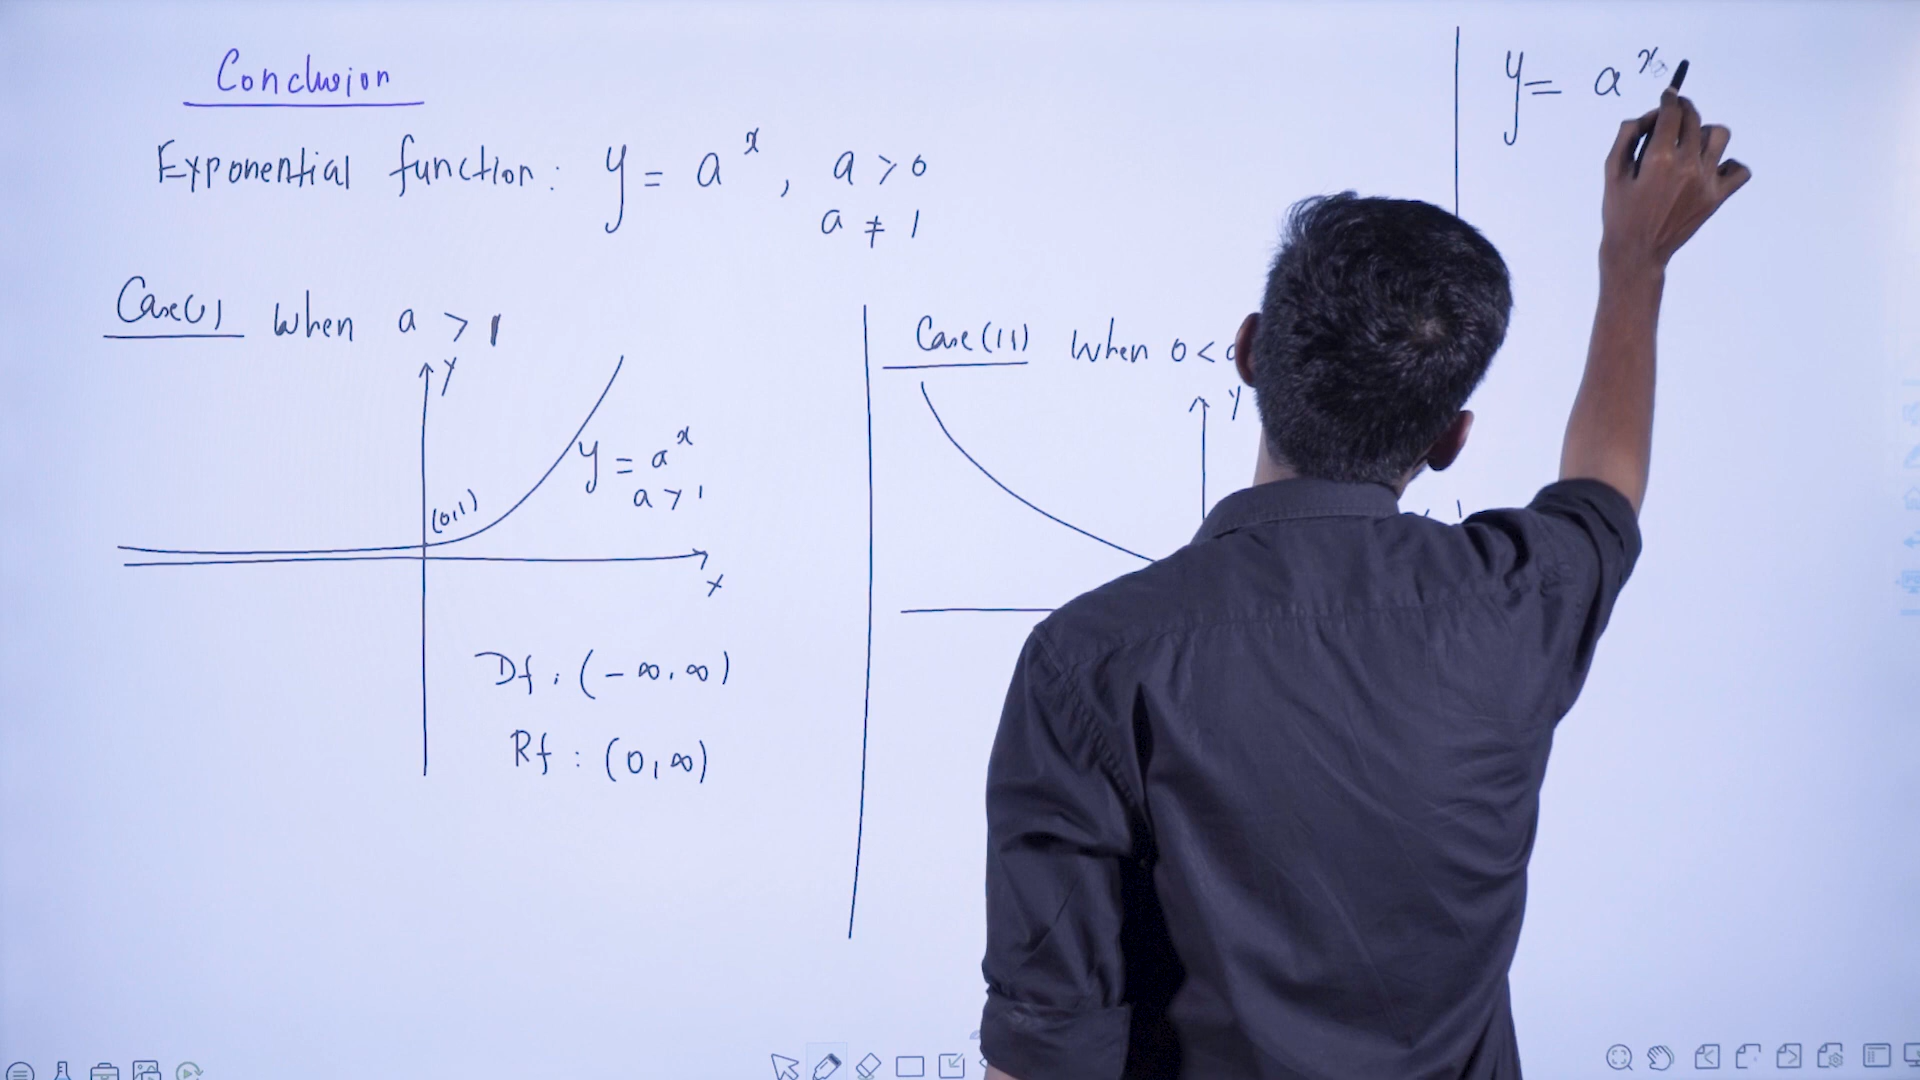 Conclusion
Exponential function: y = a^x, a > 0
a ≠ 1
Case(1) When a > 1
Y
y = a^x
a > 1
(0,1)
X
Df : (-∞, ∞)
Rf : (0, ∞)
Case (11) When 0 <
Y
y = a^x